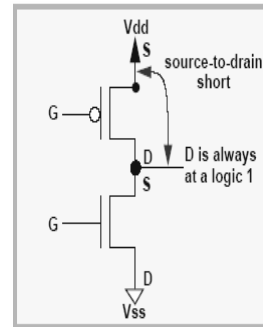 Vdd
S
source-to-drain
short
G
D
D is always
at a logic 1
S
G
D
Vss